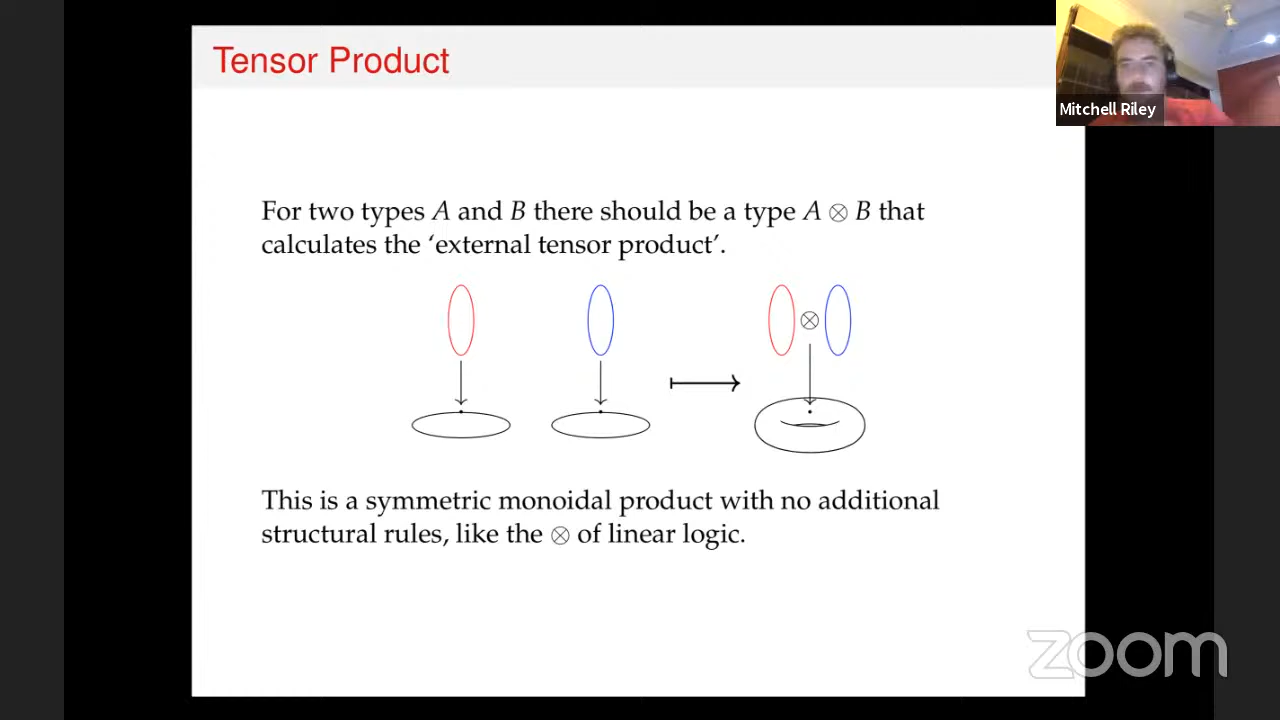 Tensor Product
Mitchell Riley
For two types A and B there should be a type A ⊗ B that
calculates the ‘external tensor product’.
⊗
This is a symmetric monoidal product with no additional
structural rules, like the ⊗ of linear logic.
zoom